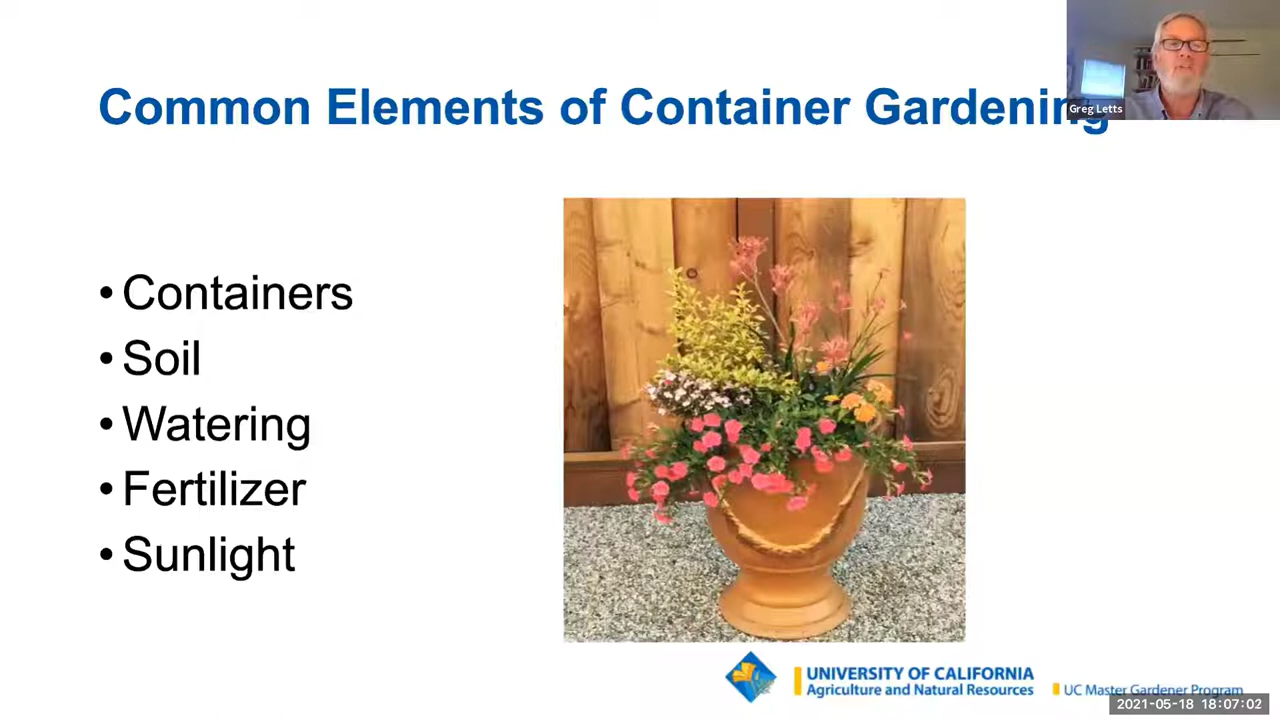 Common Elements of Container Gardening
Greg Letts
• Containers
• Soil
• Watering
• Fertilizer
• Sunlight
UNIVERSITY OF CALIFORNIA
Agriculture and Natural Resources
UC Master Gardener Program
2021-05-18 18:07:02